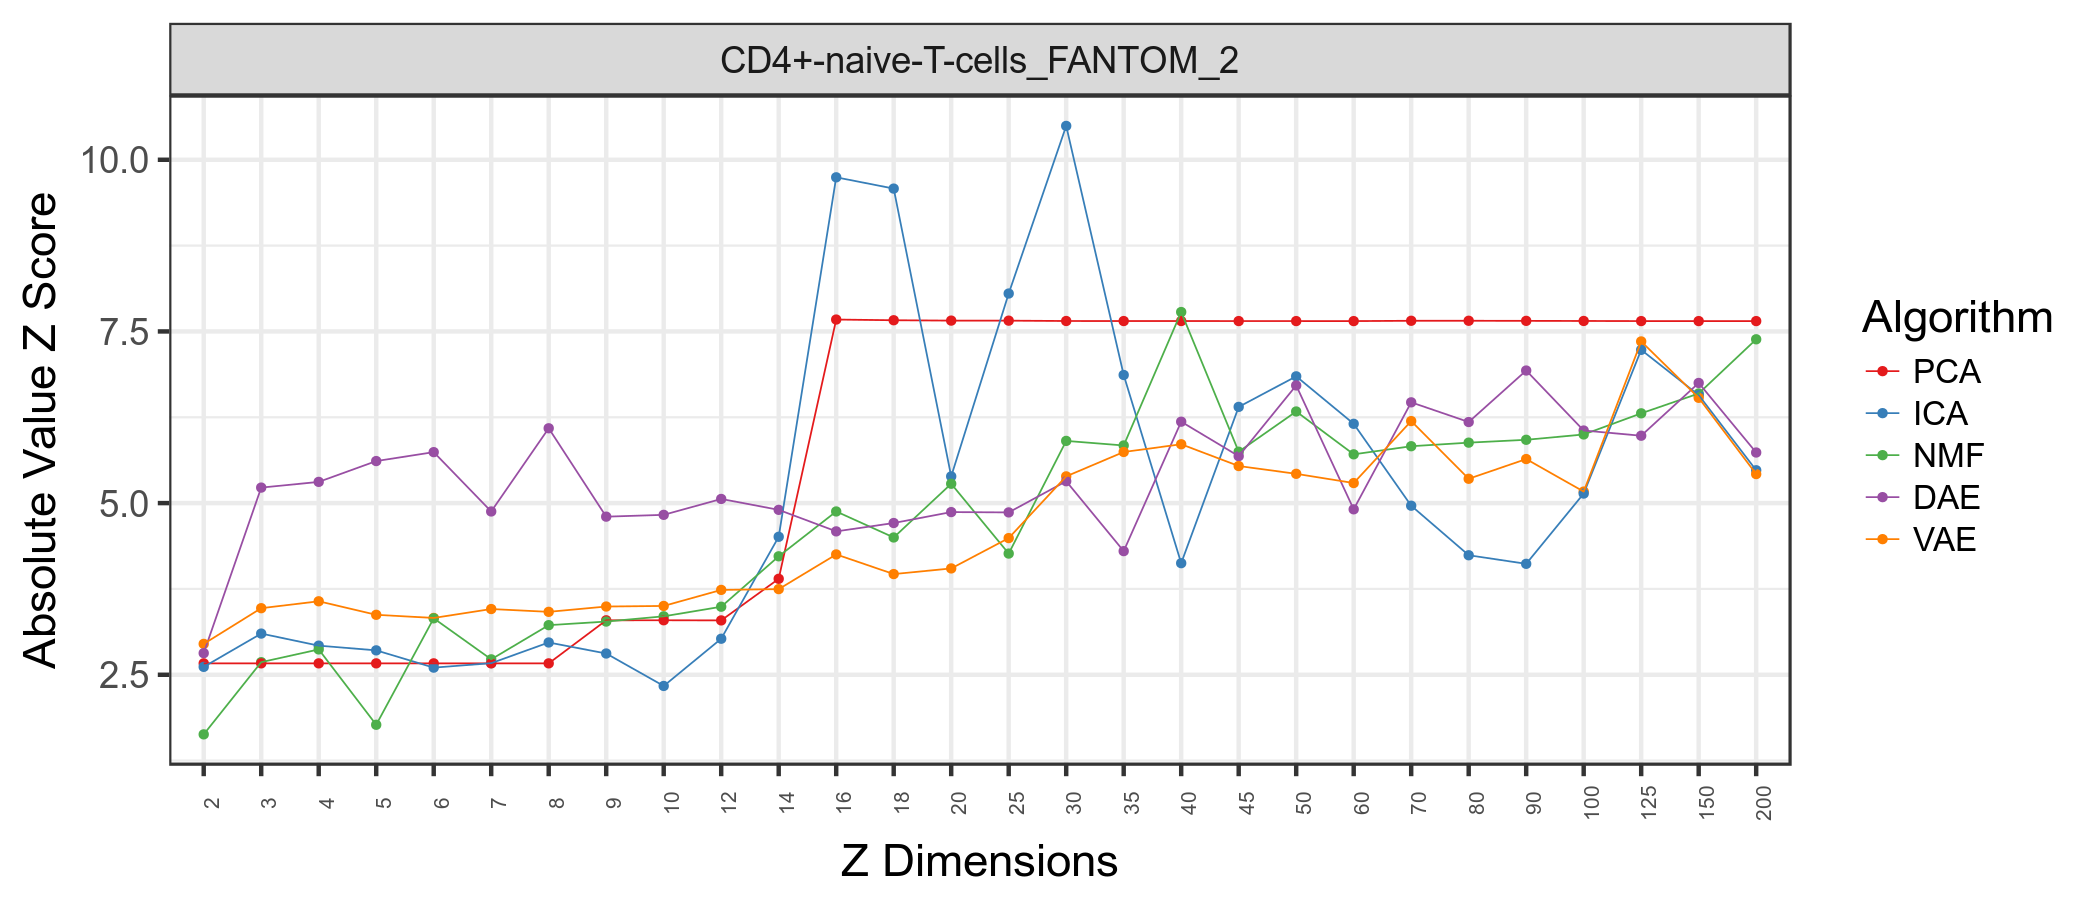 CD4+-naive-T-cells_FANTOM_2
Absolute Value Z Score
10.0
7.5
5.0
2.5
2 3 4 5 6 7 8 9 10 12 14 16 18 20 25 30 35 40 45 50 60 70 80 90 100 125 150 200
Z Dimensions
Algorithm
PCA
ICA
NMF
DAE
VAE